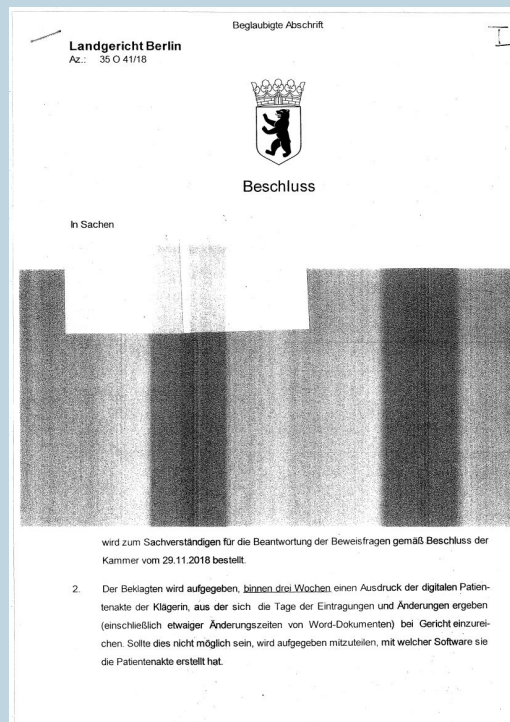 Beglaubigte Abschrift
Landgericht Berlin
Az.: 35 O 41/18
Beschluss
In Sachen
wird zum Sachverständigen für die Beantwortung der Beweisfragen gemäß Beschluss der
Kammer vom 29.11.2018 bestellt.
2. Der Beklagten wird aufgegeben, binnen drei Wochen einen Ausdruck der digitalen Patien-
tenakte der Klägerin, aus der sich die Tage der Eintragungen und Änderungen ergeben
(einschließlich etwaiger Änderungszeiten von Word-Dokumenten) bei Gericht einzurei-
chen. Sollte dies nicht möglich sein, wird aufgegeben mitzuteilen, mit welcher Software sie
die Patientenakte erstellt hat.